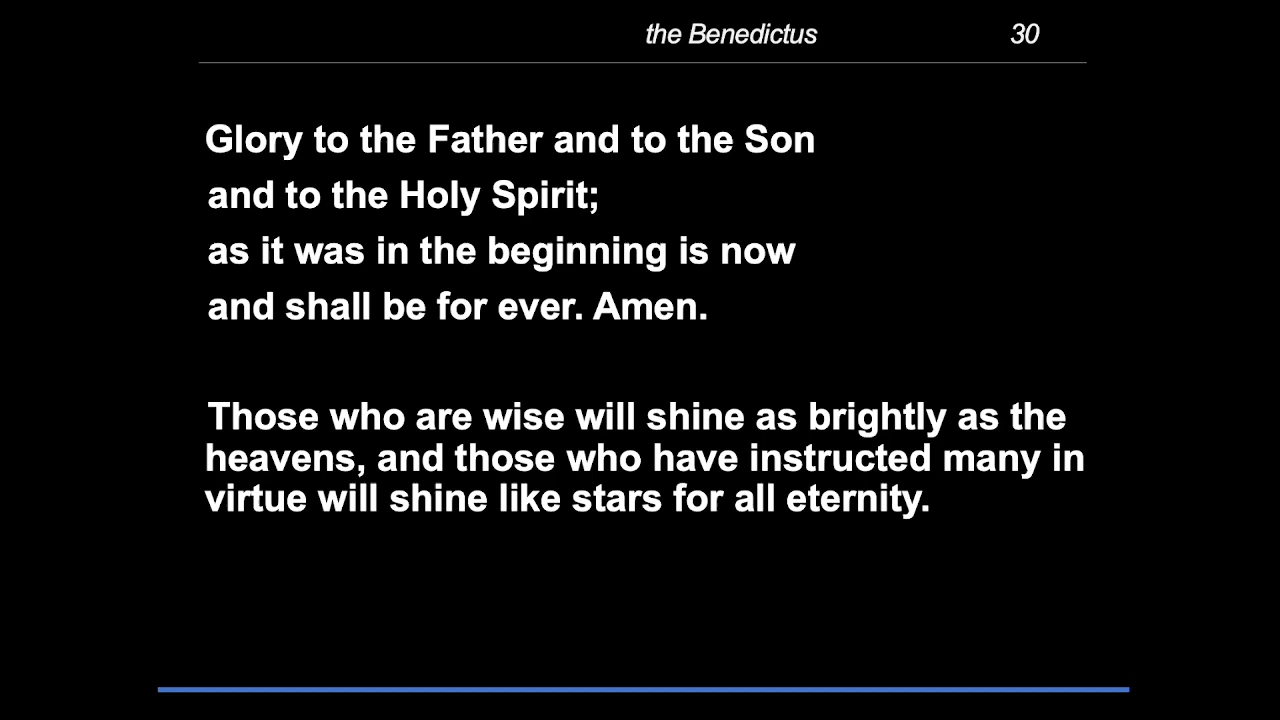 the Benedictus 30
Glory to the Father and to the Son
and to the Holy Spirit;
as it was in the beginning is now
and shall be for ever. Amen.
Those who are wise will shine as brightly as the
heavens, and those who have instructed many in
virtue will shine like stars for all eternity.